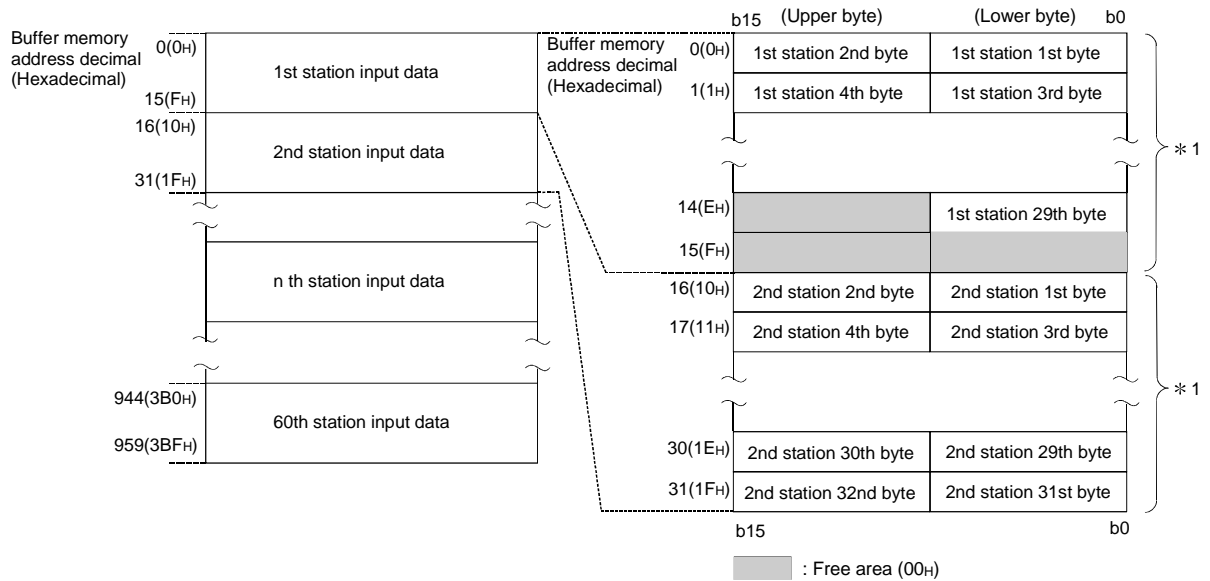 Buffer memory
address decimal
(Hexadecimal)
0(0H)
15(FH)
16(10H)
31(1FH)
944(3B0H)
959(3BFH)
1st station input data
2nd station input data
n th station input data
60th station input data
Buffer memory
address decimal
(Hexadecimal)
b15 (Upper byte) (Lower byte) b0
0(0H) 1st station 2nd byte 1st station 1st byte
1(1H) 1st station 4th byte 1st station 3rd byte
14(EH) 1st station 29th byte
15(FH)
16(10H) 2nd station 2nd byte 2nd station 1st byte
17(11H) 2nd station 4th byte 2nd station 3rd byte
30(1EH) 2nd station 30th byte 2nd station 29th byte
31(1FH) 2nd station 32nd byte 2nd station 31st byte
b15 b0
*1
*1
: Free area (00H)